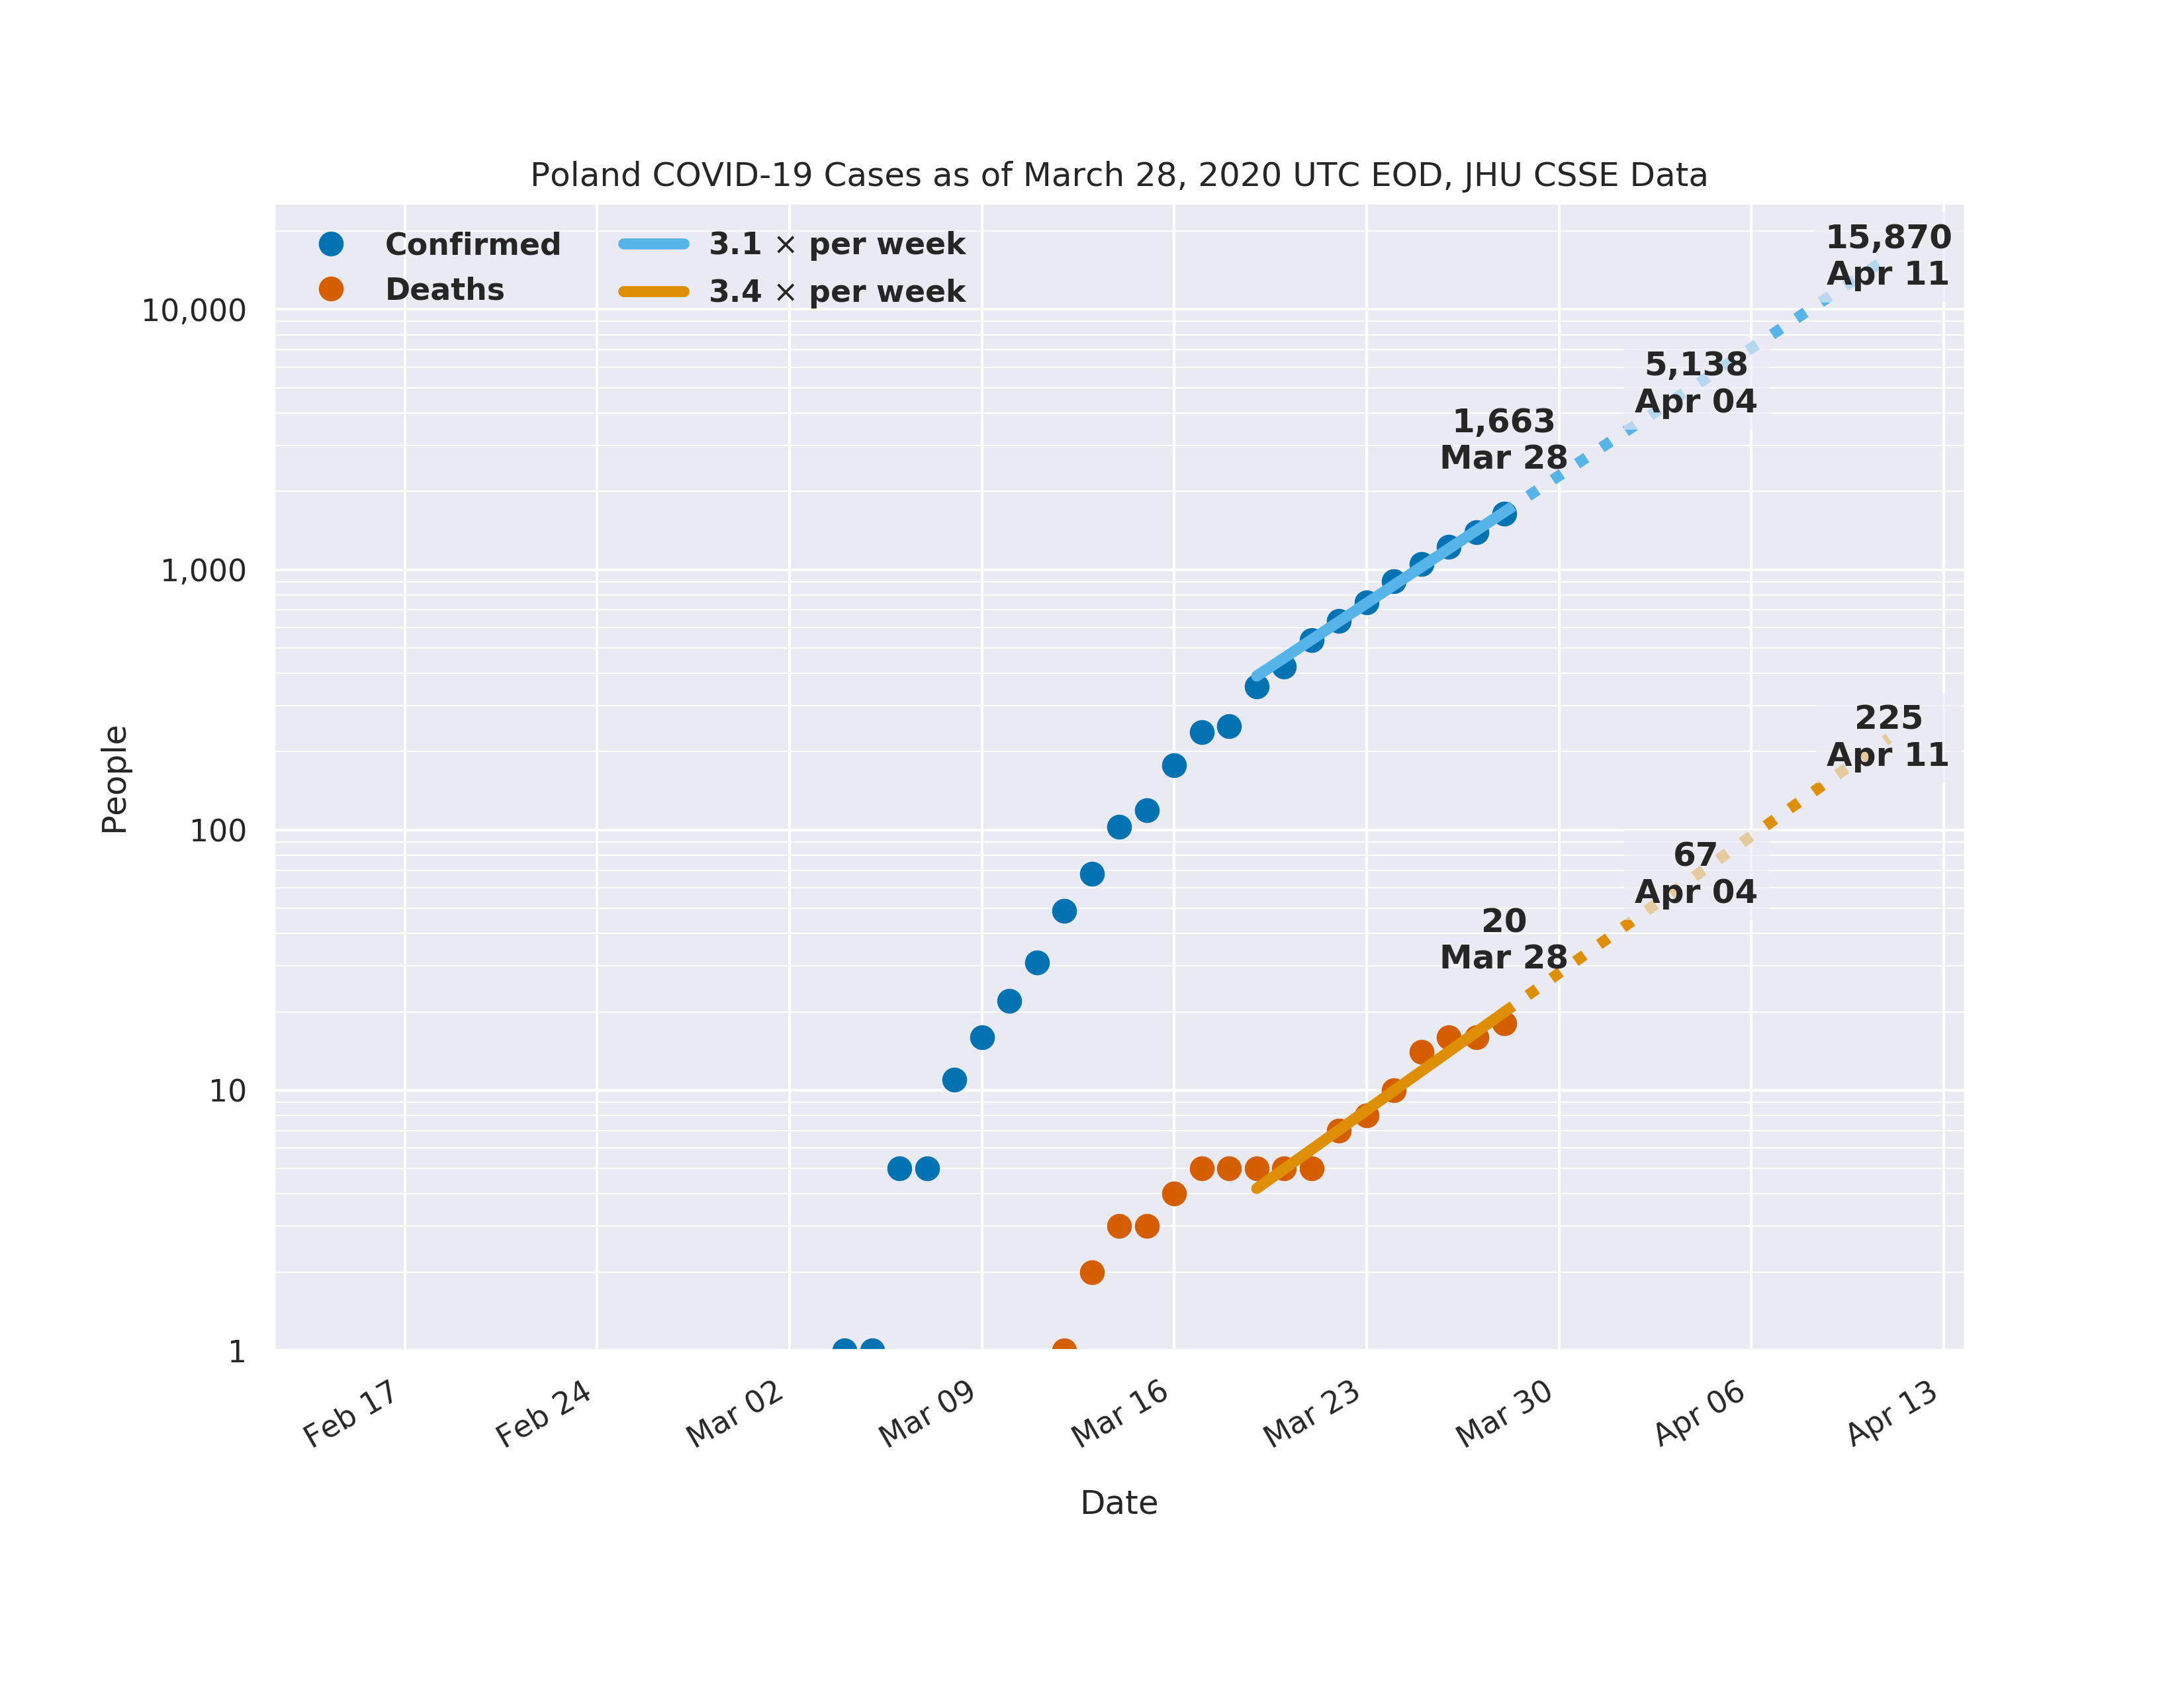 Poland COVID-19 Cases as of March 28, 2020 UTC EOD, JHU CSSE Data
Confirmed
Deaths
3.1 × per week
3.4 × per week
15,870
Apr 11
5,138
Apr 04
1,663
Mar 28
225
Apr 11
67
Apr 04
20
Mar 28
People
10,000
1,000
100
10
1
Feb 17
Feb 24
Mar 02
Mar 09
Mar 16
Mar 23
Mar 30
Apr 06
Apr 13
Date